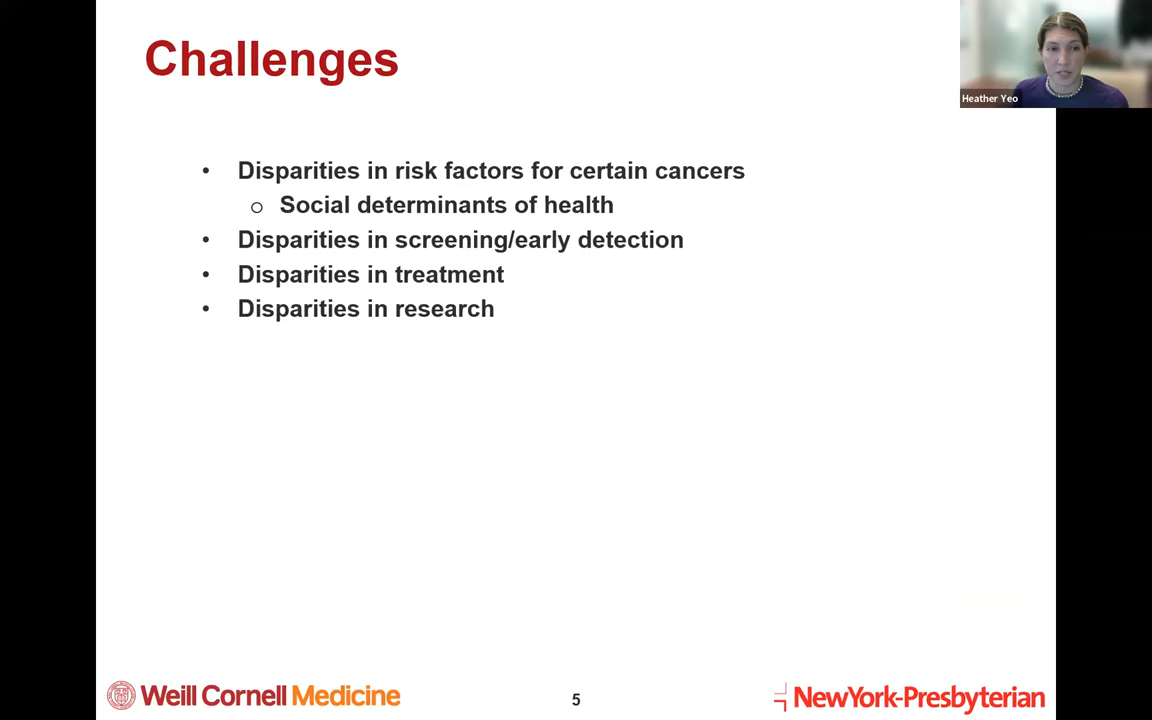 Challenges
Heather Yeo
• Disparities in risk factors for certain cancers
o Social determinants of health
• Disparities in screening/early detection
• Disparities in treatment
• Disparities in research
Weill Cornell Medicine
5
NewYork-Presbyterian